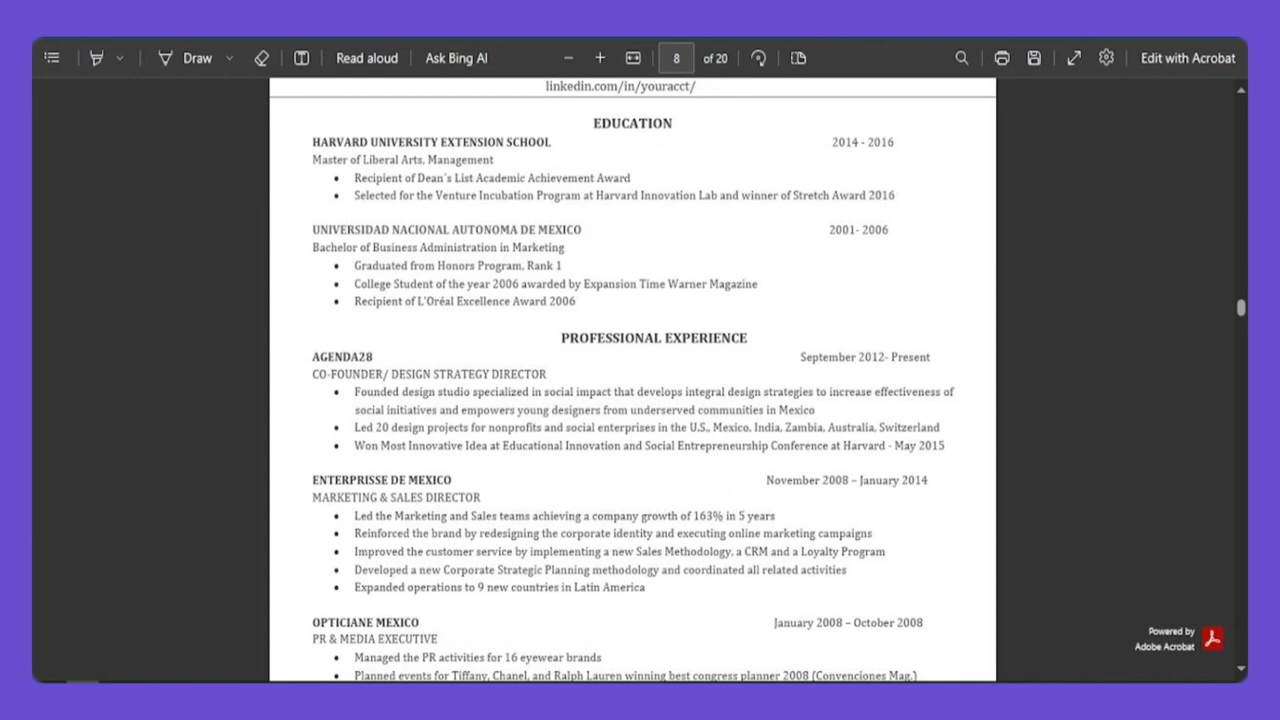 Draw
Read aloud
Ask Bing AI
8 of 20
Edit with Acrobat
linkedin.com/in/youracct/
EDUCATION
HARVARD UNIVERSITY EXTENSION SCHOOL 2014 - 2016
Master of Liberal Arts, Management
• Recipient of Dean´s List Academic Achievement Award
• Selected for the Venture Incubation Program at Harvard Innovation Lab and winner of Stretch Award 2016
UNIVERSIDAD NACIONAL AUTONOMA DE MEXICO 2001- 2006
Bachelor of Business Administration in Marketing
• Graduated from Honors Program, Rank 1
• College Student of the year 2006 awarded by Expansion Time Warner Magazine
• Recipient of L'Oréal Excellence Award 2006
PROFESSIONAL EXPERIENCE
AGENDA28 September 2012- Present
CO-FOUNDER/ DESIGN STRATEGY DIRECTOR
• Founded design studio specialized in social impact that develops integral design strategies to increase effectiveness of
social initiatives and empowers young designers from underserved communities in Mexico
• Led 20 design projects for nonprofits and social enterprises in the U.S., Mexico, India, Zambia, Australia, Switzerland
• Won Most Innovative Idea at Educational Innovation and Social Entrepreneurship Conference at Harvard - May 2015
ENTERPRISSE DE MEXICO November 2008 – January 2014
MARKETING & SALES DIRECTOR
• Led the Marketing and Sales teams achieving a company growth of 163% in 5 years
• Reinforced the brand by redesigning the corporate identity and executing online marketing campaigns
• Improved the customer service by implementing a new Sales Methodology, a CRM and a Loyalty Program
• Developed a new Corporate Strategic Planning methodology and coordinated all related activities
• Expanded operations to 9 new countries in Latin America
OPTICIANE MEXICO January 2008 – October 2008
PR & MEDIA EXECUTIVE
• Managed the PR activities for 16 eyewear brands
• Planned events for Tiffany, Chanel, and Ralph Lauren winning best congress planner 2008 (Convenciones Mag.)
Powered by
Adobe Acrobat